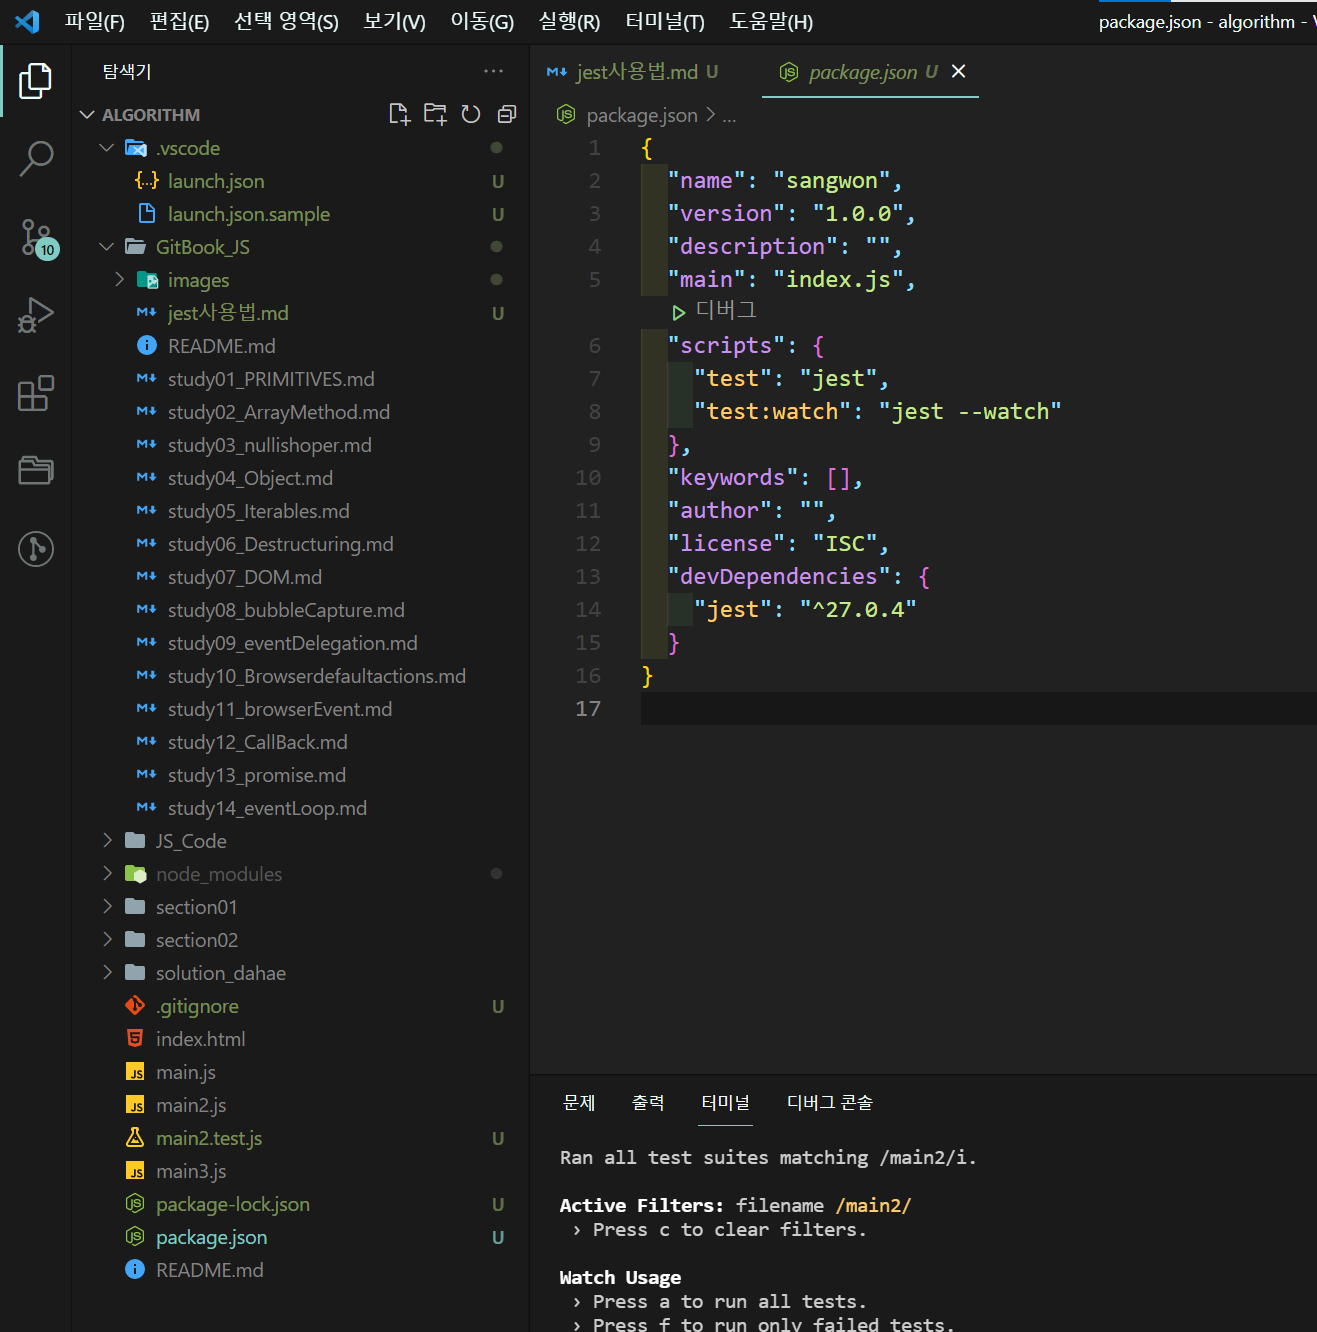 파일(F) 편집(E) 선택 영역(S) 보기(V) 이동(G) 실행(R) 터미널(T) 도움말(H) package.json - algorithm -
탐색기 ...
ALGORITHM
.vscode
launch.json U
launch.json.sample U
10
GitBook_JS
images
jest사용법.md U
README.md
study01_PRIMITIVES.md
study02_ArrayMethod.md
study03_nullishoper.md
study04_Object.md
study05_Iterables.md
study06_Destructuring.md
study07_DOM.md
study08_bubbleCapture.md
study09_eventDelegation.md
study10_Browserdefaultactions.md
study11_browserEvent.md
study12_CallBack.md
study13_promise.md
study14_eventLoop.md
JS_Code
node_modules
section01
section02
solution_dahae
.gitignore U
index.html
main.js
main2.js
main2.test.js U
main3.js
package-lock.json U
package.json U
README.md
jest사용법.md U package.json U
package.json > ...
1 {
2 "name": "sangwon",
3 "version": "1.0.0",
4 "description": "",
5 "main": "index.js",
디버그
6 "scripts": {
7 "test": "jest",
8 "test:watch": "jest --watch"
9 },
10 "keywords": [],
11 "author": "",
12 "license": "ISC",
13 "devDependencies": {
14 "jest": "^27.0.4"
15 }
16 }
17
문제 출력 터미널 디버그 콘솔
Ran all test suites matching /main2/i.
Active Filters: filename /main2/
› Press c to clear filters.
Watch Usage
› Press a to run all tests.
› Press f to run only failed tests.